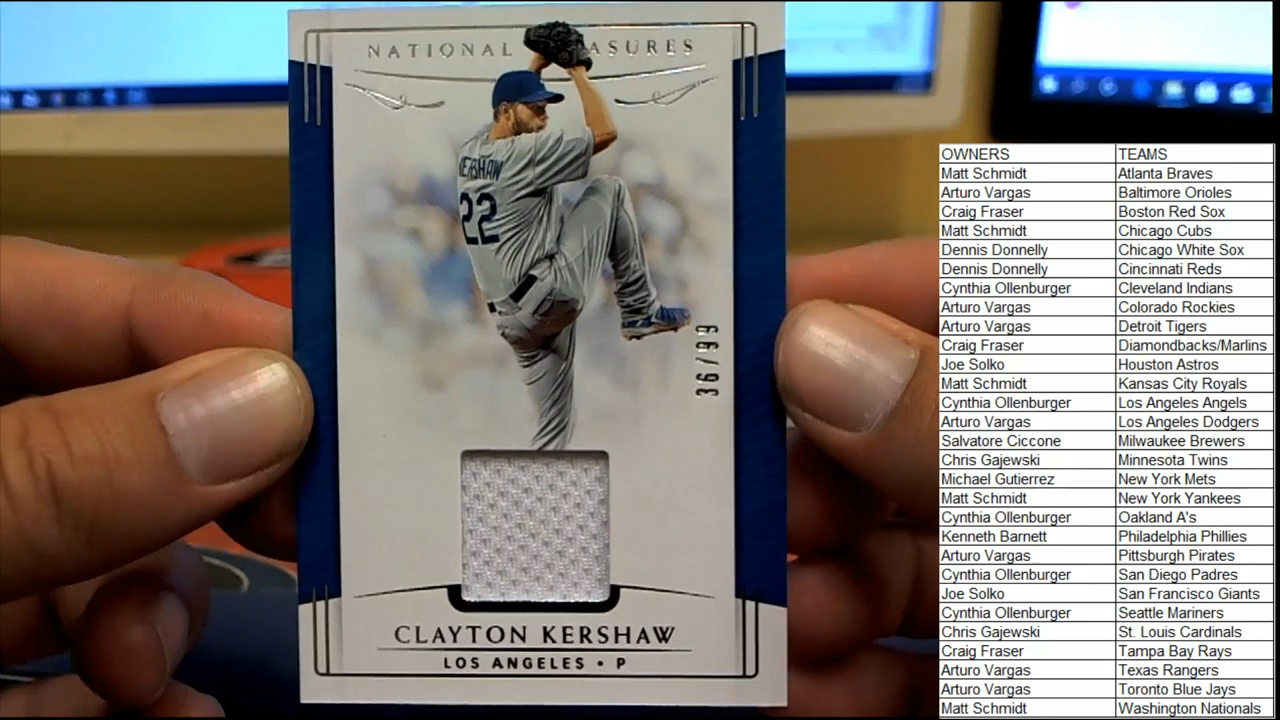 NATIONAL
KERSHAW
22
36/99
CLAYTON KERSHAW
LOS ANGELES • P
OWNERS TEAMS
Matt Schmidt Atlanta Braves
Arturo Vargas Baltimore Orioles
Craig Fraser Boston Red Sox
Matt Schmidt Chicago Cubs
Dennis Donnelly Chicago White Sox
Dennis Donnelly Cincinnati Reds
Cynthia Ollenburger Cleveland Indians
Arturo Vargas Colorado Rockies
Arturo Vargas Detroit Tigers
Craig Fraser Diamondbacks/Marlins
Joe Solko Houston Astros
Matt Schmidt Kansas City Royals
Cynthia Ollenburger Los Angeles Angels
Arturo Vargas Los Angeles Dodgers
Salvatore Ciccone Milwaukee Brewers
Chris Gajewski Minnesota Twins
Michael Gutierrez New York Mets
Matt Schmidt New York Yankees
Cynthia Ollenburger Oakland A's
Kenneth Barnett Philadelphia Phillies
Arturo Vargas Pittsburgh Pirates
Cynthia Ollenburger San Diego Padres
Joe Solko San Francisco Giants
Cynthia Ollenburger Seattle Mariners
Chris Gajewski St. Louis Cardinals
Craig Fraser Tampa Bay Rays
Arturo Vargas Texas Rangers
Arturo Vargas Toronto Blue Jays
Matt Schmidt Washington Nationals